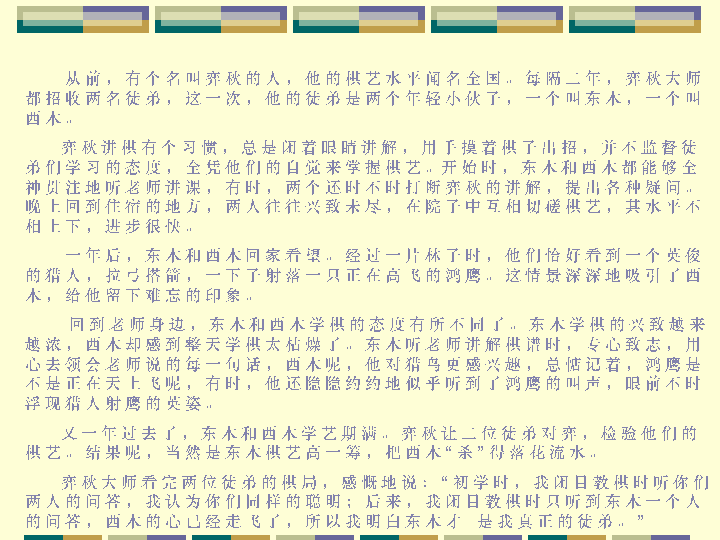 从前，有个名叫弈秋的人，他的棋艺水平闻名全国。每隔二年，弈秋大师
都招收两名徒弟，这一次，他的徒弟是两个年轻小伙子，一个叫东木，一个叫
西木。
弈秋讲棋有个习惯，总是闭着眼睛讲解，用手摸着棋子出招，并不监督徒
弟们学习的态度，全凭他们的自觉来掌握棋艺。开始时，东木和西木都能够全
神贯注地听老师讲课，有时，两个还时不时打断弈秋的讲解，提出各种疑问。
晚上回到住宿的地方，两人往往兴致未尽，在院子中互相切磋棋艺，其水平不
相上下，进步很快。
一年后，东木和西木回家看望。经过一片林子时，他们恰好看到一个英俊
的猎人，拉弓搭箭，一下子射落一只正在高飞的鸿鹰。这情景深深地吸引了西
木，给他留下难忘的印象。
回到老师身边，东木和西木学棋的态度有所不同了。东木学棋的兴致越来
越浓，西木却感到整天学棋太枯燥了。东木听老师讲解棋谱时，专心致志，用
心去领会老师说的每一句话，西木呢，他对猎鸟更感兴趣，总惦记着，鸿鹰是
不是正在天上飞呢，有时，他还隐隐约约地似乎听到了鸿鹰的叫声，眼前不时
浮现猎人射鹰的英姿。
又一年过去了，东木和西木学艺期满。弈秋让二位徒弟对弈，检验他们的
棋艺。结果呢，当然是东木棋艺高一筹，把西木“杀”得落花流水。
弈秋大师看完两位徒弟的棋局，感慨地说：“初学时，我闭目教棋时听你们
两人的问答，我认为你们同样的聪明；后来，我闭目教棋时只听到东木一个人
的问答，西木的心已经走飞了，所以我明白东木才 是我真正的徒弟。”